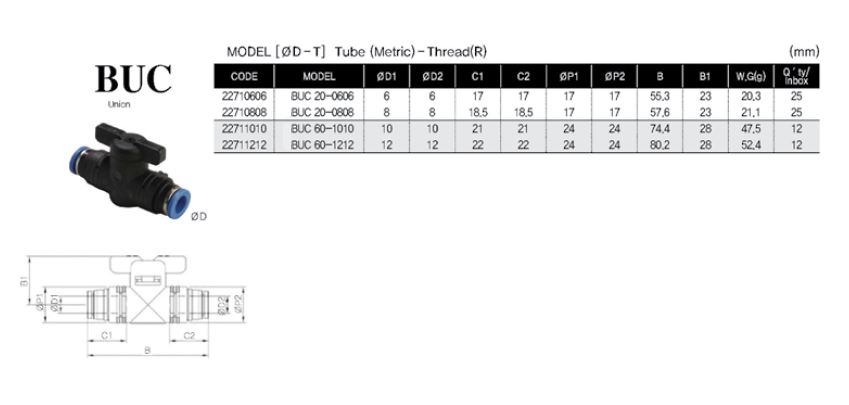 MODEL [ØD-T] Tube (Metric)-Thread(R) (mm)
BUC
Union
CODE MODEL ØD1 ØD2 C1 C2 ØP1 ØP2 B B1 W.G(g) Q'ty/Inbox
22710606 BUC 20-0606 6 6 17 17 17 17 55.3 23 20.3 25
22710808 BUC 20-0808 8 8 18.5 18.5 17 17 57.6 23 21.1 25
22711010 BUC 60-1010 10 10 21 21 24 24 74.4 28 47.5 12
22711212 BUC 60-1212 12 12 22 22 24 24 80.2 28 52.4 12
ØD
B1
ØP1
ØD1
ØD2
ØP2
C1 C2
B